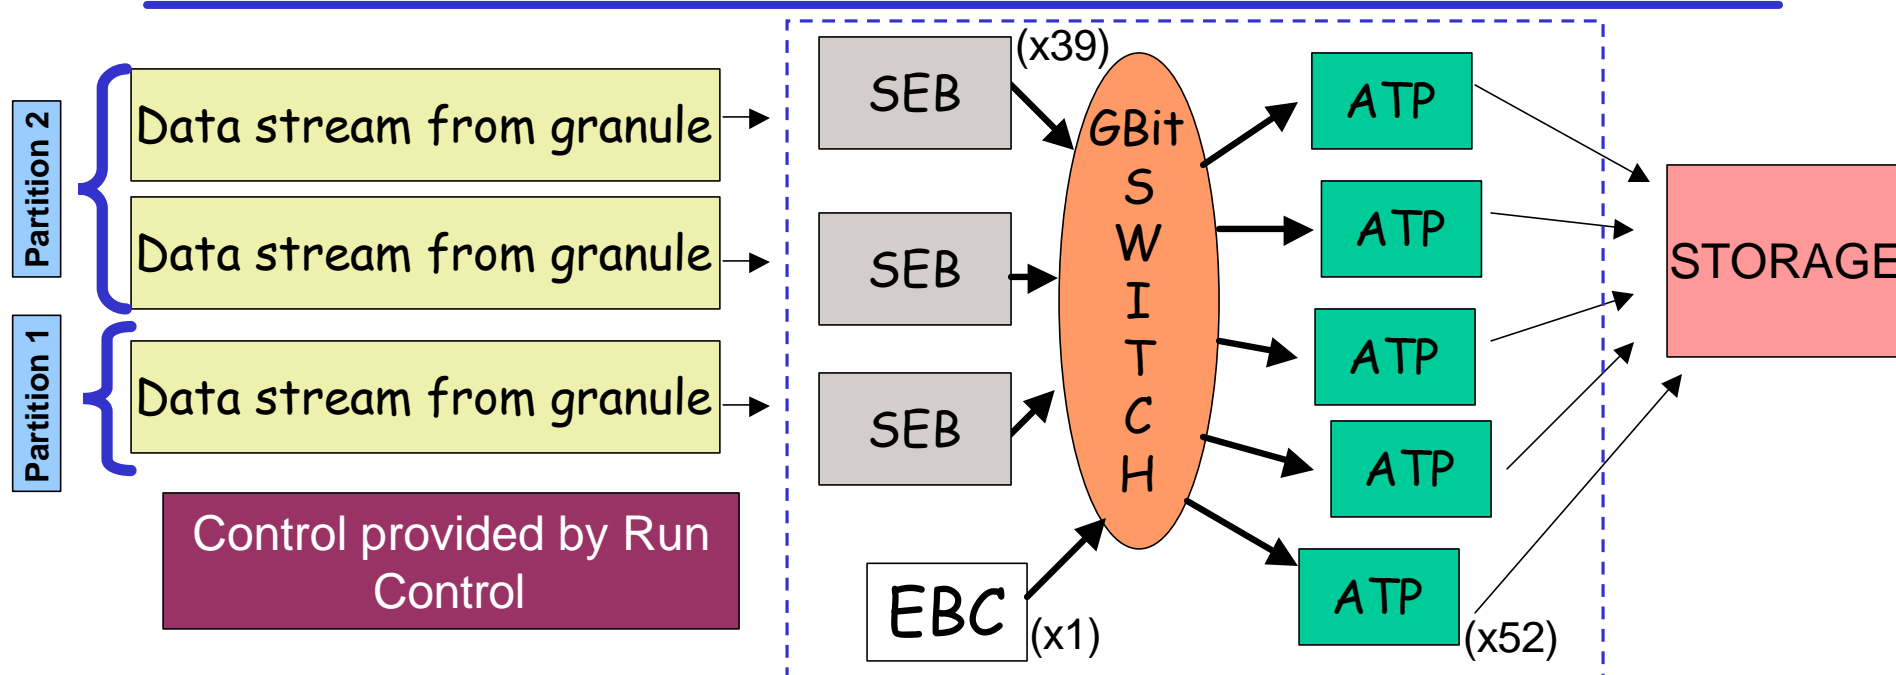 Partition 2
Data stream from granule
Data stream from granule
Partition 1
Data stream from granule
Control provided by Run
Control
SEB
(x39)
SEB
SEB
EBC
(x1)
GBit
S
W
I
T
C
H
ATP
ATP
ATP
ATP
ATP
(x52)
STORAGE